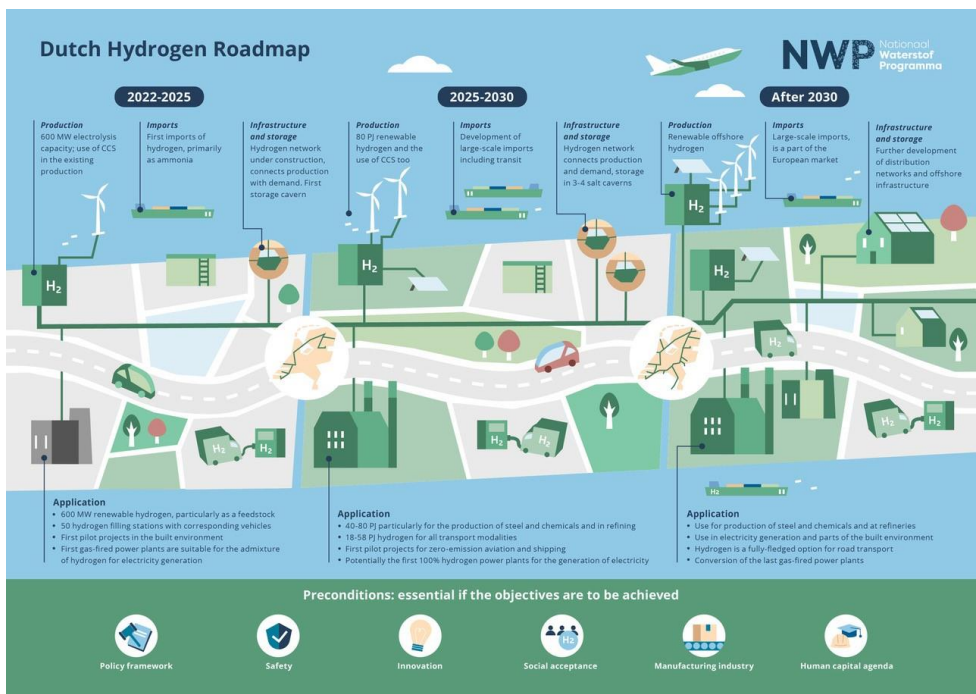 Dutch Hydrogen Roadmap
NWP
Nationaal
Waterstof
Programma
2022-2025
Production
600 MW electrolysis
capacity; use of CCS
in the existing
production
Imports
First imports of
hydrogen, primarily
as ammonia
Infrastructure
and storage
Hydrogen network
under construction,
connects production
with demand. First
storage cavern
2025-2030
Production
80 PJ renewable
hydrogen and the
use of CCS too
Imports
Development of
large-scale imports
including transit
Infrastructure
and storage
Hydrogen network
connects production
and demand, storage
in 3-4 salt caverns
After 2030
Production
Renewable offshore
hydrogen
Imports
Large-scale imports,
is a part of the
European market
Infrastructure
and storage
Further development
of distribution
networks and offshore
infrastructure
H2
H2
H2
H2
H2
H2
H2
H2
H2
H2
H2
H2
H2
Application
• 600 MW renewable hydrogen, particularly as a feedstock
• 50 hydrogen filling stations with corresponding vehicles
• First pilot projects in the built environment
• First gas-fired power plants are suitable for the admixture
of hydrogen for electricity generation
Application
• 40-80 PJ particularly for the production of steel and chemicals and in refining
• 18-58 PJ hydrogen for all transport modalities
• First pilot projects for zero-emission aviation and shipping
• Potentially the first 100% hydrogen power plants for the generation of electricity
Application
• Use for production of steel and chemicals and at refineries
• Use in electricity generation and parts of the built environment
• Hydrogen is a fully-fledged option for road transport
• Conversion of the last gas-fired power plants
Preconditions: essential if the objectives are to be achieved
H2
Policy framework
Safety
Innovation
Social acceptance
Manufacturing industry
Human capital agenda